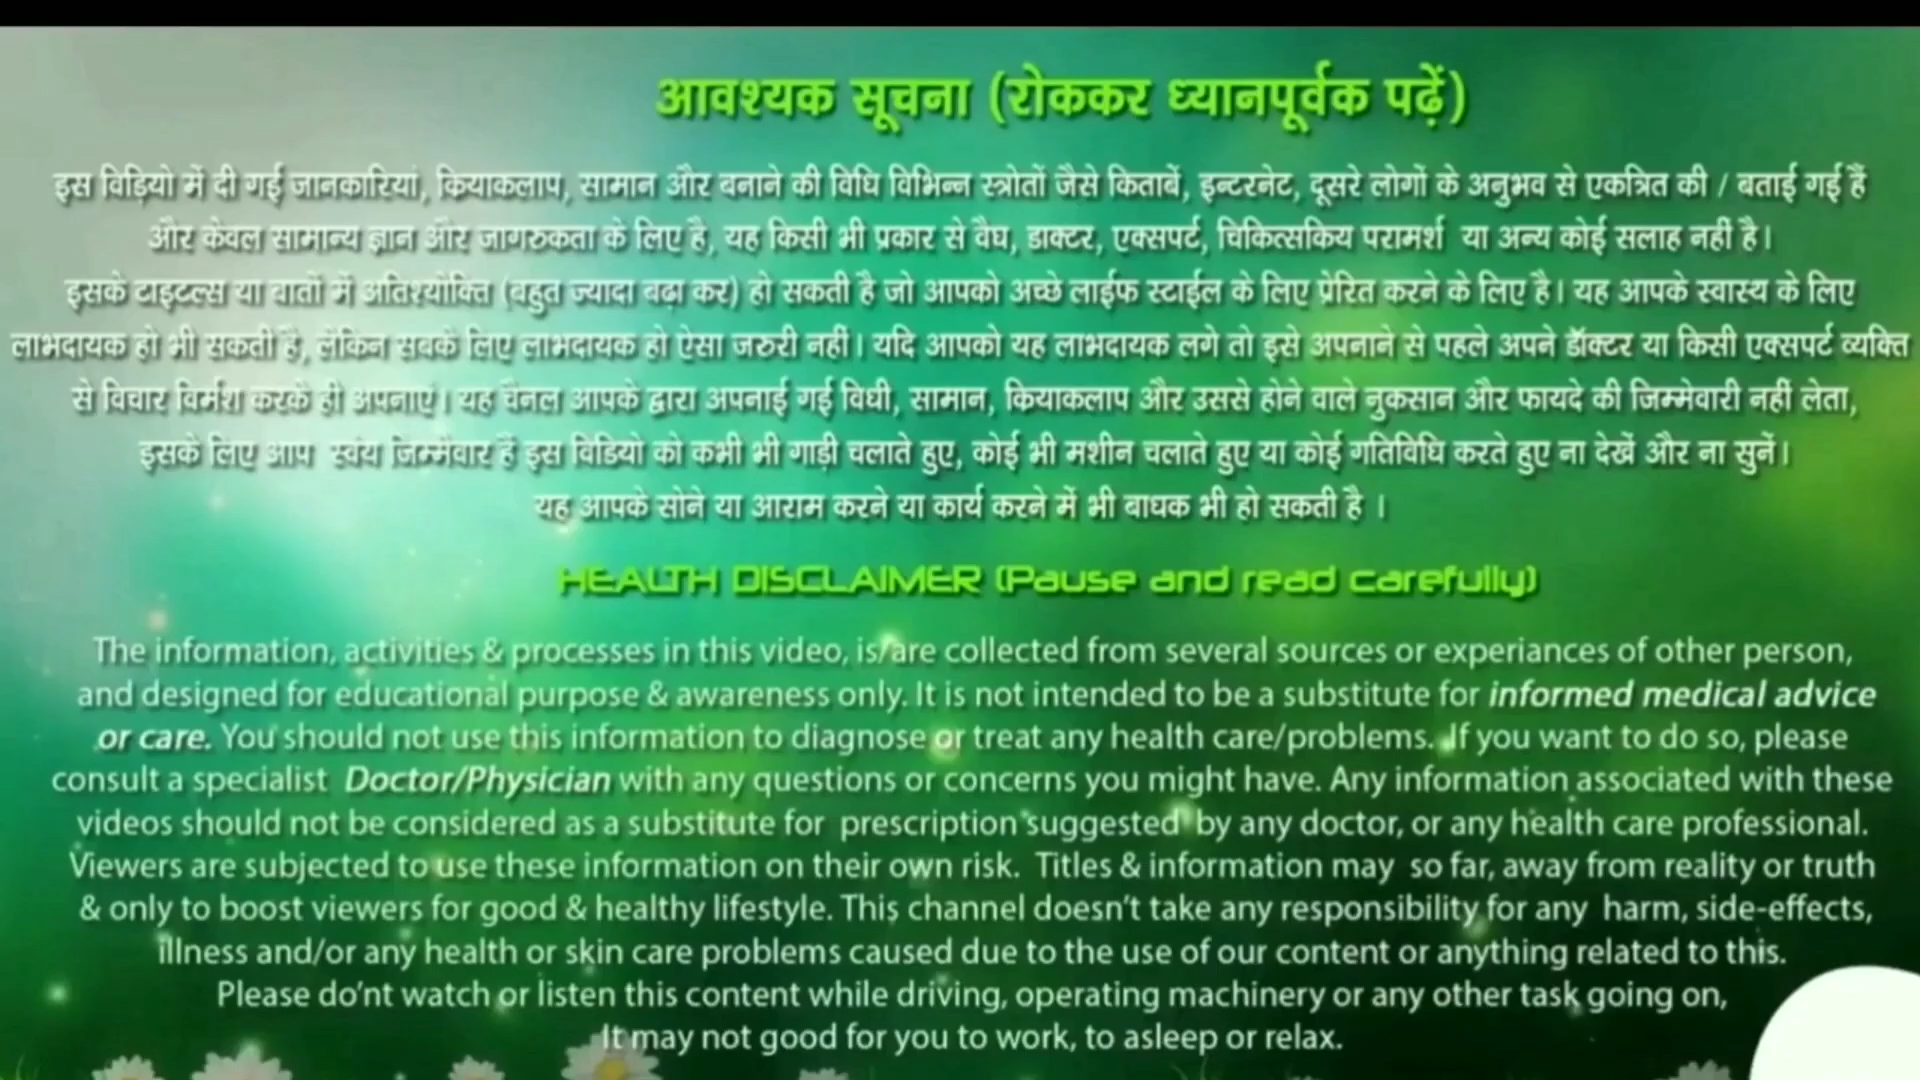 आवश्यक सूचना (रोककर ध्यानपूर्वक पढ़ें)
इस विडियो में दी गई जानकारियां, क्रियाकलाप, सामान और बनाने की विधि विभिन्न स्त्रोतों जैसे किताबें, इन्टरनेट, दूसरे लोगों के अनुभव से एकत्रित की / बताई गई हैं
और केवल सामान्य ज्ञान और जागरुकता के लिए है, यह किसी भी प्रकार से वैघ, डाक्टर, एक्सपर्ट, चिकित्सकिय परामर्श या अन्य कोई सलाह नही है।
इसके टाइटल्स या बातों में अतिश्योक्ति (बहुत ज्यादा बढ़ा कर) हो सकती है जो आपको अच्छे लाईफ स्टाईल के लिए प्रेरित करने के लिए है। यह आपके स्वास्थ के लिए
लाभदायक हो भी सकती है, लेकिन सबके लिए लाभदायक हो ऐसा जरुरी नही। यदि आपको यह लाभदायक लगे तो इसे अपनाने से पहले अपने डॉक्टर या किसी एक्सपर्ट व्यक्ति
से विचार विर्मश करके ही अपनाएं। यह चैनल आपके द्वारा अपनाई गई विधी, सामान, क्रियाकलाप और उससे होने वाले नुकसान और फायदे की जिम्मेवारी नहीं लेता,
इसके लिए आप स्वंय जिम्मेवार है इस विडियो को कभी भी गाड़ी चलाते हुए, कोई भी मशीन चलाते हुए या कोई गतिविधि करते हुए ना देखें और ना सुनें।
यह आपके सोने या आराम करने या कार्य करने में भी बाधक भी हो सकती है ।
HEALTH DISCLAIMER (Pause and read carefully)
The information, activities & processes in this video, is/are collected from several sources or experiances of other person,
and designed for educational purpose & awareness only. It is not intended to be a substitute for informed medical advice
or care. You should not use this information to diagnose or treat any health care/problems. If you want to do so, please
consult a specialist Doctor/Physician with any questions or concerns you might have. Any information associated with these
videos should not be considered as a substitute for prescription suggested by any doctor, or any health care professional.
Viewers are subjected to use these information on their own risk. Titles & information may so far, away from reality or truth
& only to boost viewers for good & healthy lifestyle. This channel doesn't take any responsibility for any harm, side-effects,
illness and/or any health or skin care problems caused due to the use of our content or anything related to this.
Please do'nt watch or listen this content while driving, operating machinery or any other task going on,
It may not good for you to work, to asleep or relax.